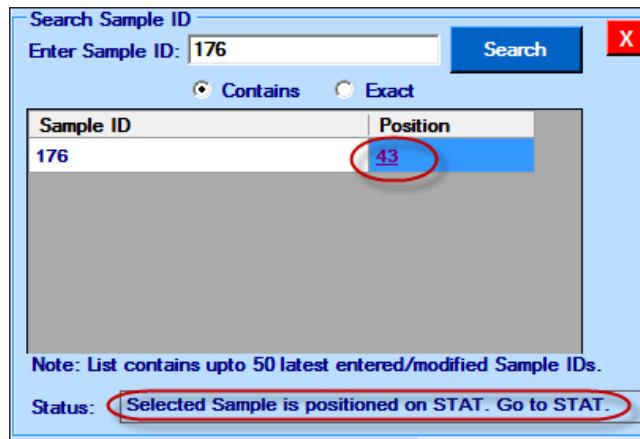 Search Sample ID
Enter Sample ID: 176 Search X
Contains Exact
Sample ID Position
176 43
Note: List contains upto 50 latest entered/modified Sample IDs.
Status: Selected Sample is positioned on STAT. Go to STAT.